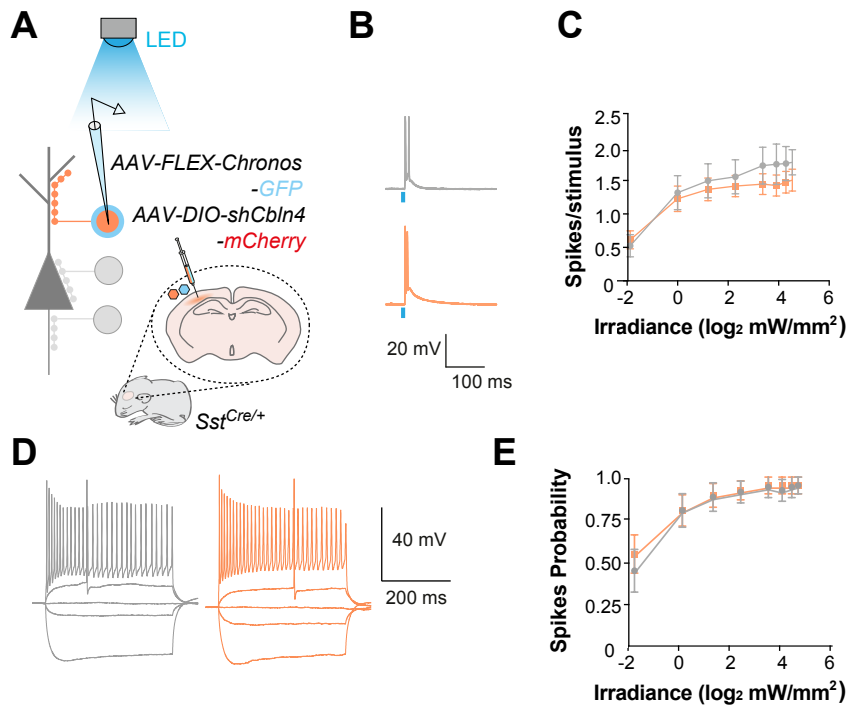 A
LED
AAV-FLEX-Chronos
-GFP
AAV-DIO-shCbln4
-mCherry
Sst^Cre/+
B
20 mV
100 ms
C
Spikes/stimulus
2.5
2.0
1.5
1.0
0.5
0
-2
0
2
4
6
Irradiance (log₂ mW/mm²)
D
40 mV
200 ms
E
Spikes Probability
1.0
0.75
0.50
0.25
0
-2
0
2
4
6
Irradiance (log₂ mW/mm²)